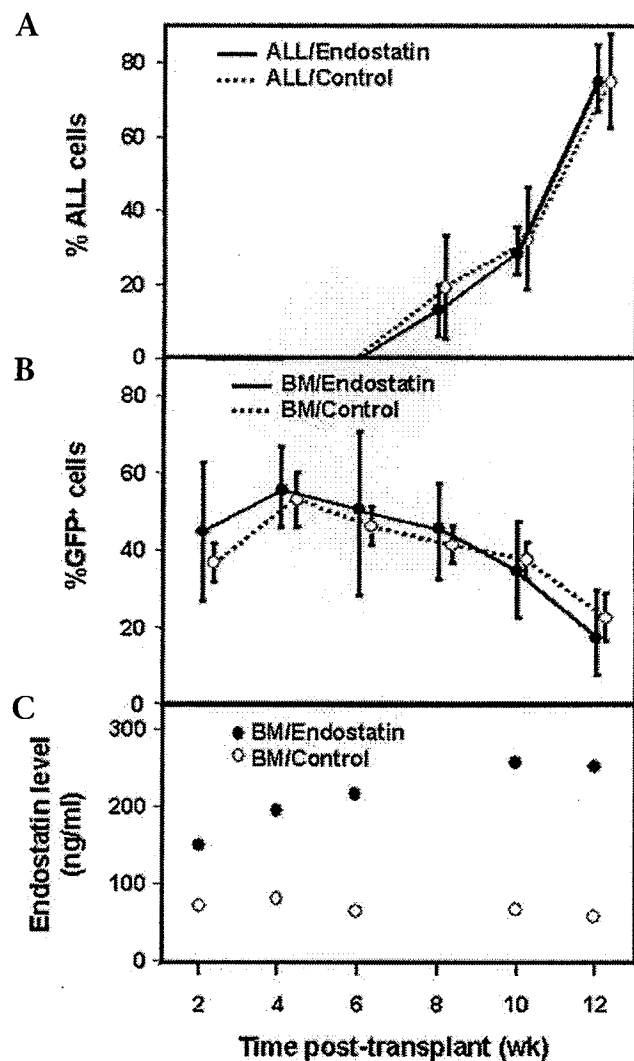 A
ALL/Endostatin
ALL/Control
80
60
40
20
0
% ALL cells
B
BM/Endostatin
BM/Control
80
60
40
20
0
%GFP⁺ cells
C
BM/Endostatin
BM/Control
300
200
100
0
Endostatin level
(ng/ml)
2 4 6 8 10 12
Time post-transplant (wk)